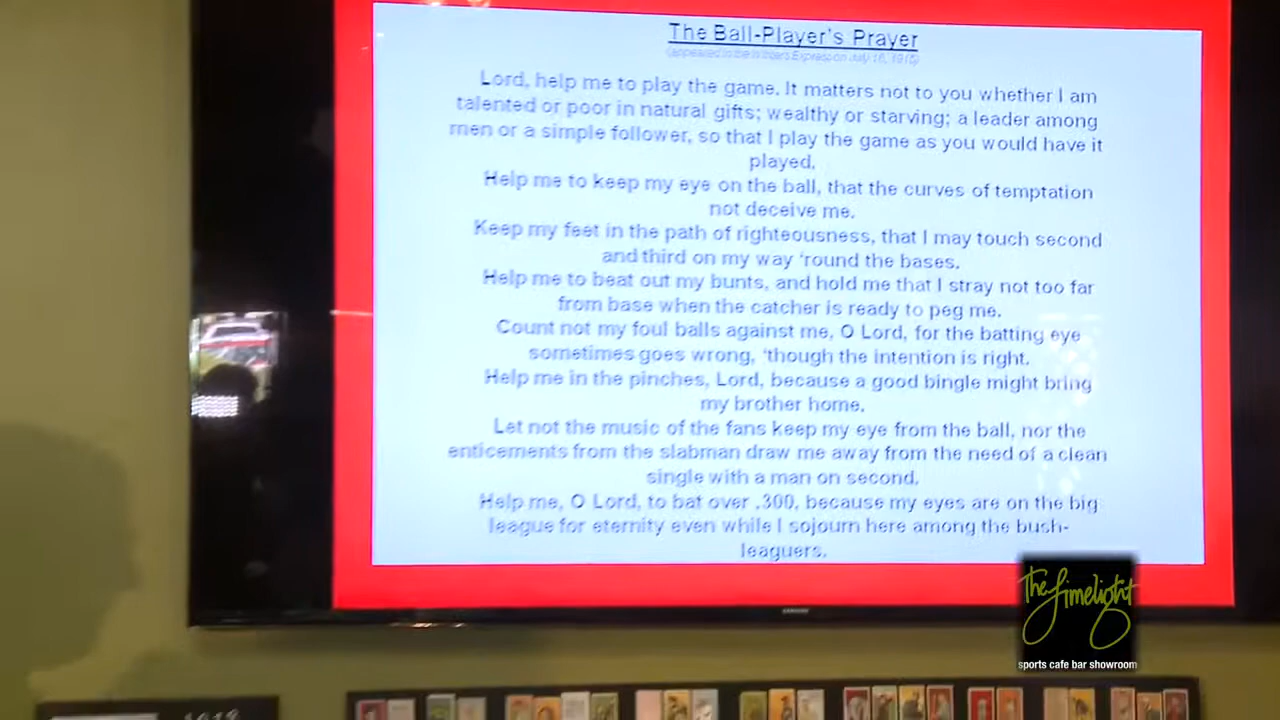 The Ball-Player's Prayer
(appeared in the Express on July 16, 1915)
Lord, help me to play the game. It matters not to you whether I am
talented or poor in natural gifts; wealthy or starving; a leader among
men or a simple follower, so that I play the game as you would have it
played.
Help me to keep my eye on the ball, that the curves of temptation
not deceive me.
Keep my feet in the path of righteousness, that I may touch second
and third on my way ‘round the bases.
Help me to beat out my bunts, and hold me that I stray not too far
from base when the catcher is ready to peg me.
Count not my foul balls against me, O Lord, for the batting eye
sometimes goes wrong, ‘though the intention is right.
Help me in the pinches, Lord, because a good bingle might bring
my brother home.
Let not the music of the fans keep my eye from the ball, nor the
enticements from the slabman draw me away from the need of a clean
single with a man on second.
Help me, O Lord, to bat over .300, because my eyes are on the big
league for eternity even while I sojourn here among the bush-
leaguers.
SAMSUNG
The Limelight
sports cafe bar showroom